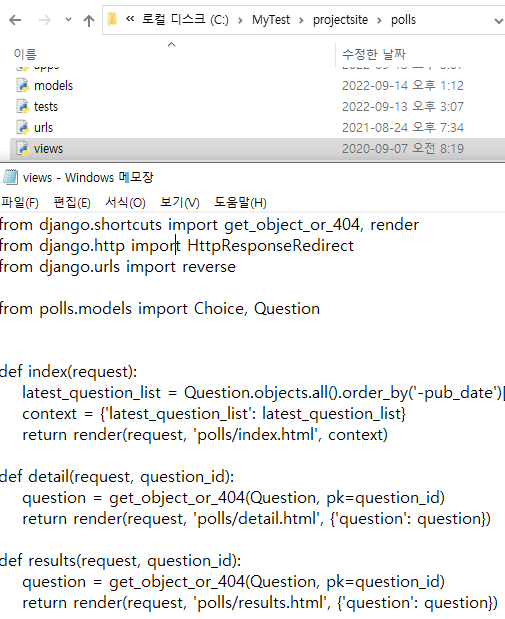 로컬 디스크 (C:) > MyTest > projectsite > polls
이름 수정한 날짜
models 2022-09-14 오후 1:12
tests 2022-09-13 오후 3:07
urls 2021-08-24 오후 7:34
views 2020-09-07 오전 8:19
views - Windows 메모장
파일(F) 편집(E) 서식(O) 보기(V) 도움말(H)
from django.shortcuts import get_object_or_404, render
from django.http import HttpResponseRedirect
from django.urls import reverse
from polls.models import Choice, Question
def index(request):
latest_question_list = Question.objects.all().order_by('-pub_date')[
context = {'latest_question_list': latest_question_list}
return render(request, 'polls/index.html', context)
def detail(request, question_id):
question = get_object_or_404(Question, pk=question_id)
return render(request, 'polls/detail.html', {'question': question})
def results(request, question_id):
question = get_object_or_404(Question, pk=question_id)
return render(request, 'polls/results.html', {'question': question})